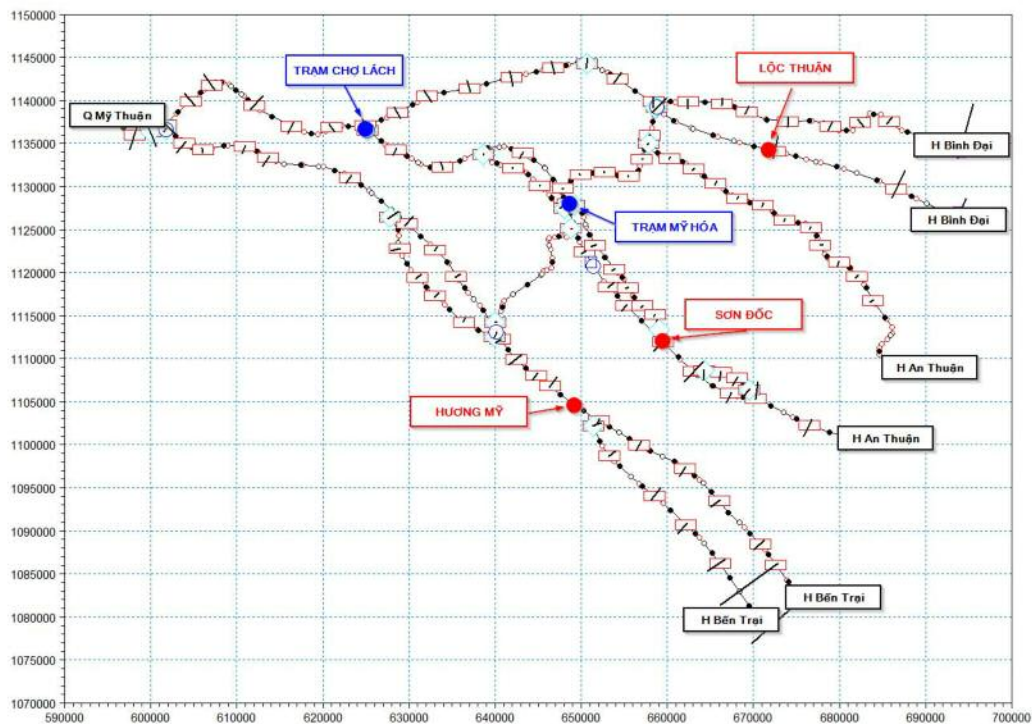 1150000
1145000
TRẠM CHỢ LÁCH
LỘC THUẬN
1140000
Q Mỹ Thuận
H Bình Đại
1135000
1130000
H Bình Đại
TRẠM MỸ HÓA
1125000
1120000
1115000
SƠN ĐỐC
1110000
H An Thuận
1105000
HƯƠNG MỸ
H An Thuận
1100000
1095000
1090000
1085000
H Bến Trại
1080000
H Bến Trại
1075000
1070000
590000 600000 610000 620000 630000 640000 650000 660000 670000 680000 690000 700000